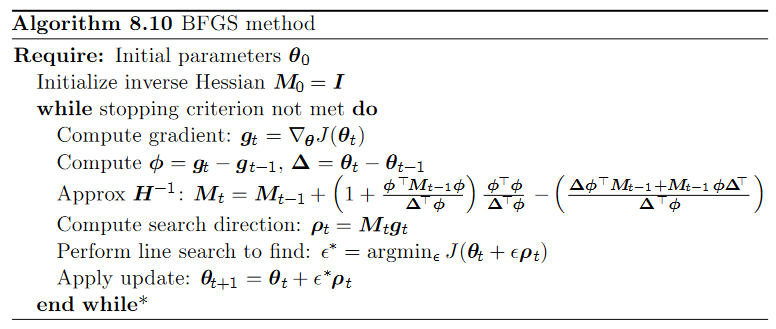 Algorithm 8.10 BFGS method
Require: Initial parameters θ₀
Initialize inverse Hessian M₀ = I
while stopping criterion not met do
Compute gradient: gₜ = ∇_θ J(θₜ)
Compute ϕ = gₜ − gₜ₋₁, Δ = θₜ − θₜ₋₁
Approx H⁻¹: Mₜ = Mₜ₋₁ + (1 + (ϕ^⊤ Mₜ₋₁ ϕ)/(Δ^⊤ ϕ)) (ϕ^⊤ ϕ)/(Δ^⊤ ϕ) − ((Δϕ^⊤ Mₜ₋₁ + Mₜ₋₁ ϕΔ^⊤)/(Δ^⊤ ϕ))
Compute search direction: ρₜ = Mₜgₜ
Perform line search to find: ϵ* = argmin_ϵ J(θₜ + ϵρₜ)
Apply update: θₜ₊₁ = θₜ + ϵ*ρₜ
end while*